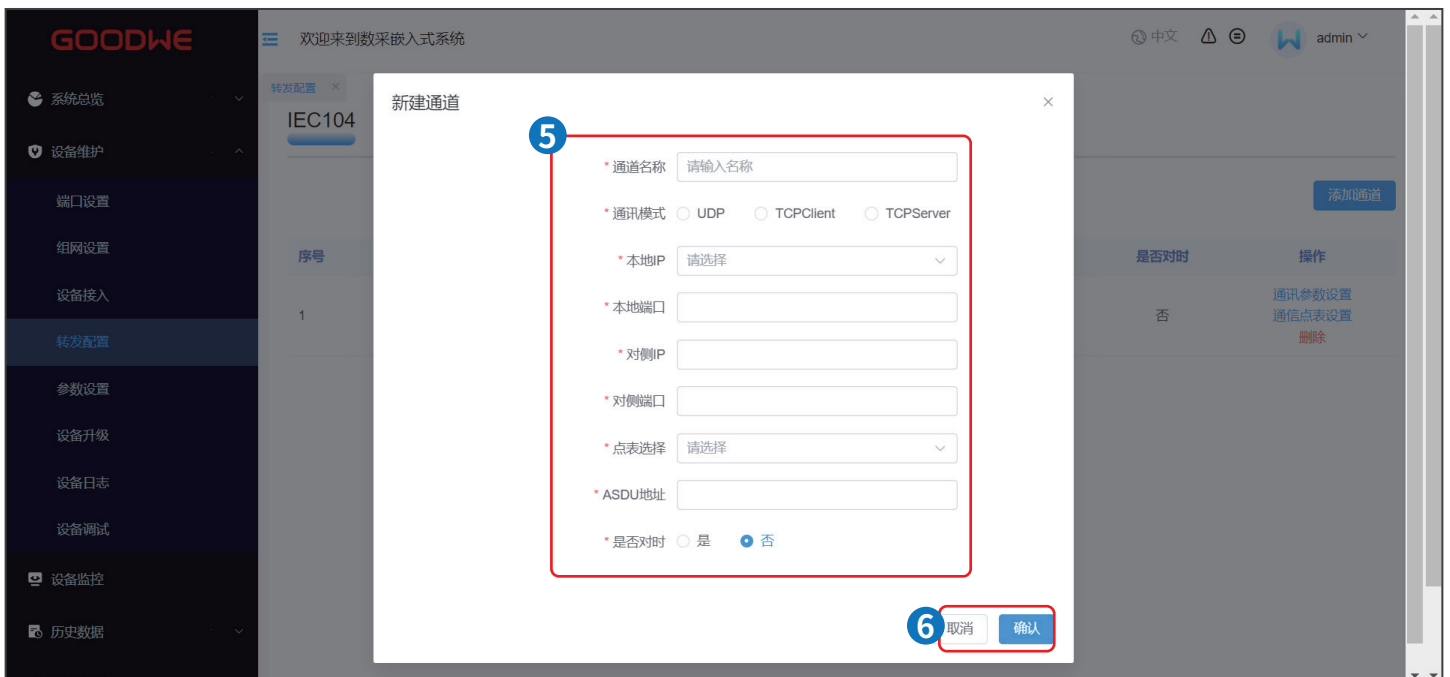 GOODWE
欢迎来到数采嵌入式系统
中文
admin
系统总览
设备维护
端口设置
组网设置
设备接入
转发配置
参数设置
设备升级
设备日志
设备调试
设备监控
历史数据
转发配置 ×
IEC104
添加通道
序号
是否对时
操作
1
否
通讯参数设置
通信点表设置
删除
新建通道
×
5
* 通道名称 请输入名称
* 通讯模式 UDP TCPClient TCPServer
* 本地IP 请选择
* 本地端口
* 对侧IP
* 对侧端口
* 点表选择 请选择
* ASDU地址
* 是否对时 是 否
6
取消 确认